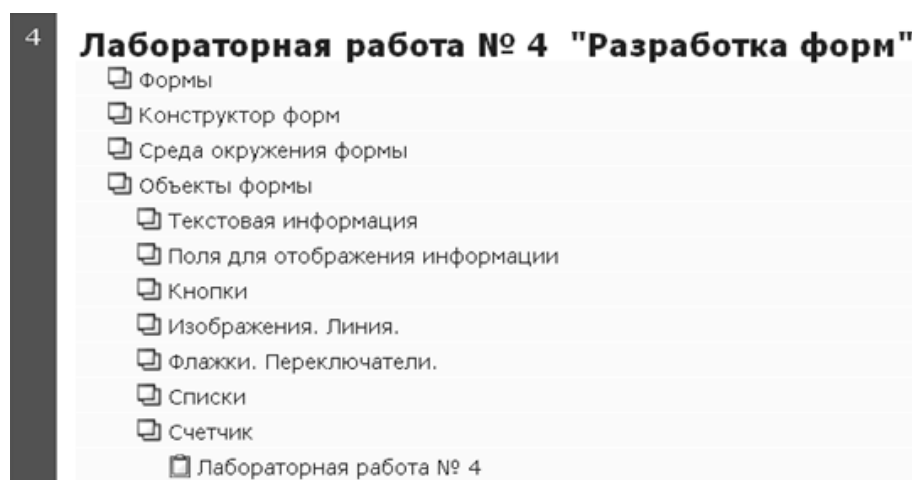 4
Лабораторная работа № 4 "Разработка форм"
Формы
Конструктор форм
Среда окружения формы
Объекты формы
Текстовая информация
Поля для отображения информации
Кнопки
Изображения. Линия.
Флажки. Переключатели.
Списки
Счетчик
Лабораторная работа № 4